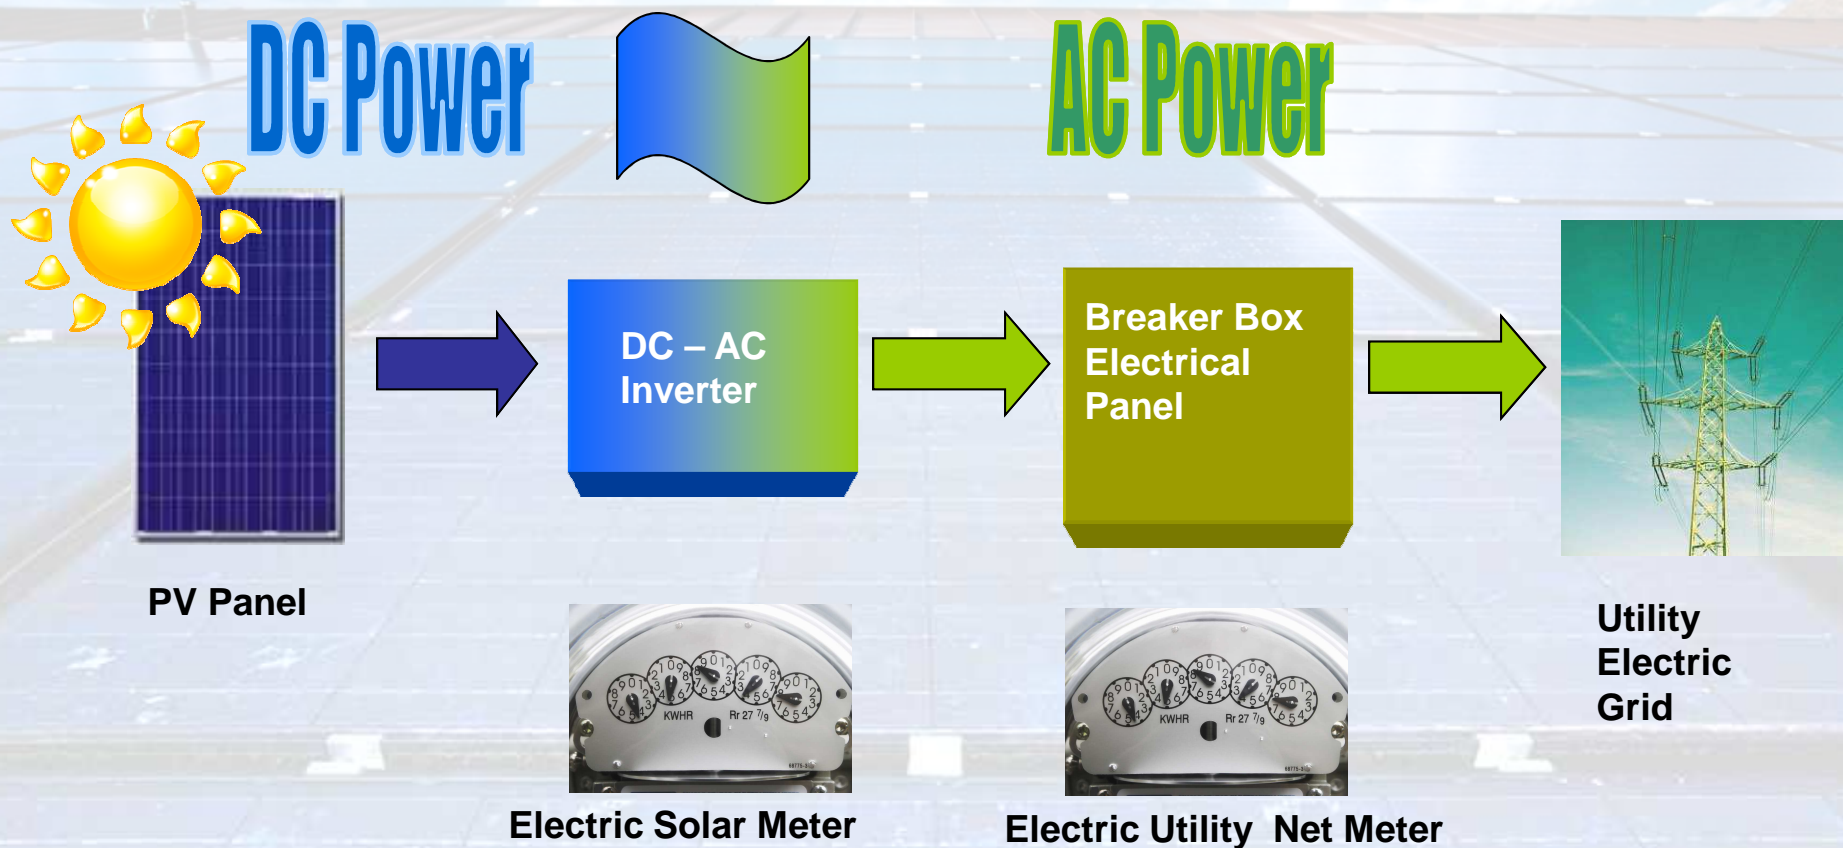 DC Power
AC Power
DC – AC
Inverter
Breaker Box
Electrical
Panel
PV Panel
KWHR Rr 27 7/9
KWHR Rr 27 7/9
Utility
Electric
Grid
Electric Solar Meter
Electric Utility Net Meter